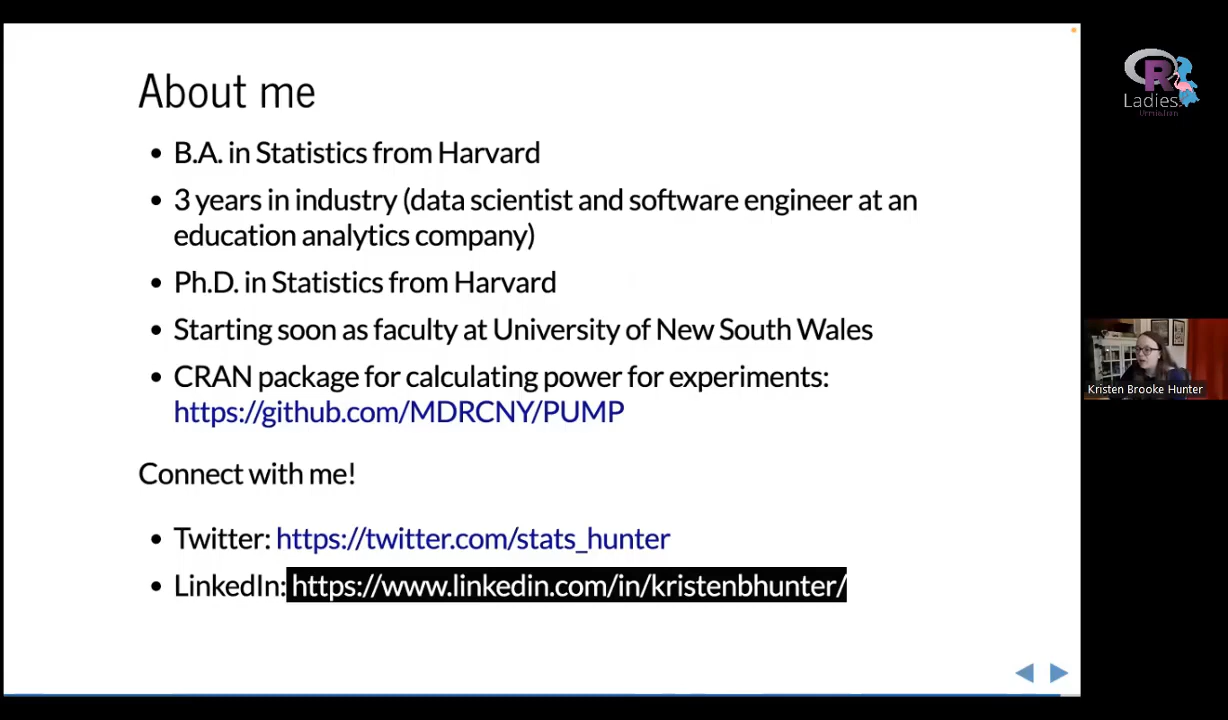 About me
• B.A. in Statistics from Harvard
• 3 years in industry (data scientist and software engineer at an
education analytics company)
• Ph.D. in Statistics from Harvard
• Starting soon as faculty at University of New South Wales
• CRAN package for calculating power for experiments:
https://github.com/MDRCNY/PUMP
Connect with me!
• Twitter: https://twitter.com/stats_hunter
• LinkedIn: https://www.linkedin.com/in/kristenbhunter/
R
Ladies
Kristen Brooke Hunter